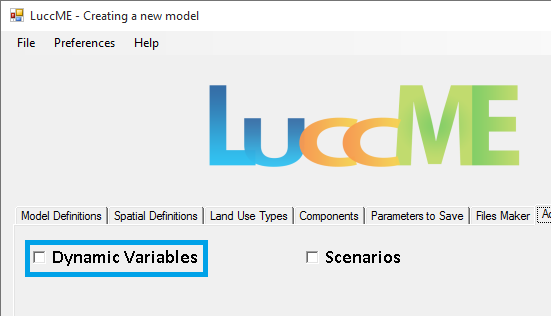 LuccME - Creating a new model
File Preferences Help
LuccME
Model Definitions Spatial Definitions Land Use Types Components Parameters to Save Files Maker
Dynamic Variables Scenarios